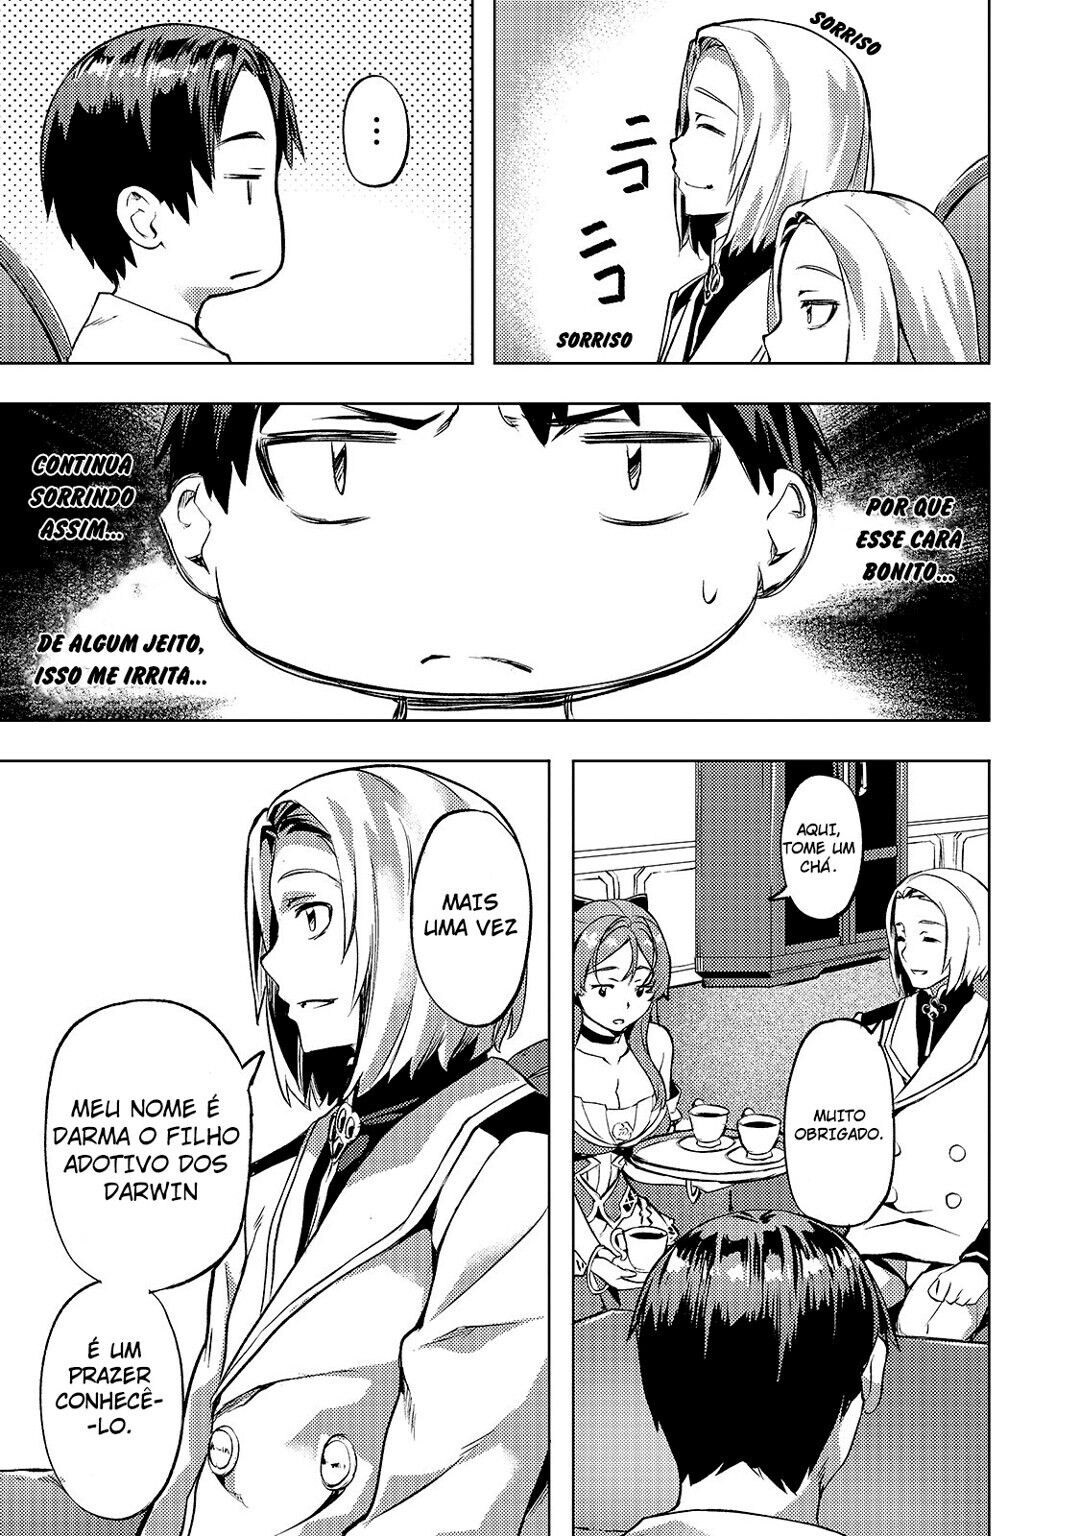 SORRISO
ニコ
ニコ
SORRISO
...
POR QUE
ESSE CARA
BONITO...
CONTINUA
SORRINDO
ASSIM...
DE ALGUM JEITO,
ISSO ME IRRITA...
AQUI,
TOME UM
CHÁ.
MUITO
OBRIGADO.
MAIS
UMA VEZ
MEU NOME É
DARMA O FILHO
ADOTIVO DOS
DARWIN
É UM
PRAZER
CONHECÊ-
-LO.